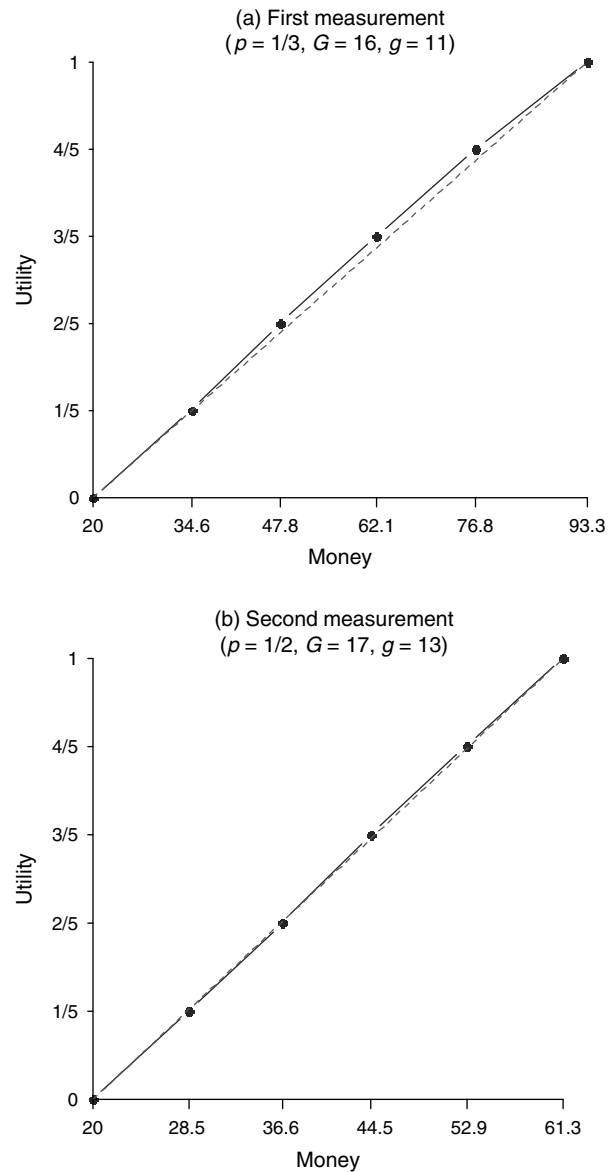 (a) First measurement
(p = 1/3, G = 16, g = 11)
1
4/5
3/5
2/5
1/5
0
Utility
20 34.6 47.8 62.1 76.8 93.3
Money
(b) Second measurement
(p = 1/2, G = 17, g = 13)
1
4/5
3/5
2/5
1/5
0
Utility
20 28.5 36.6 44.5 52.9 61.3
Money